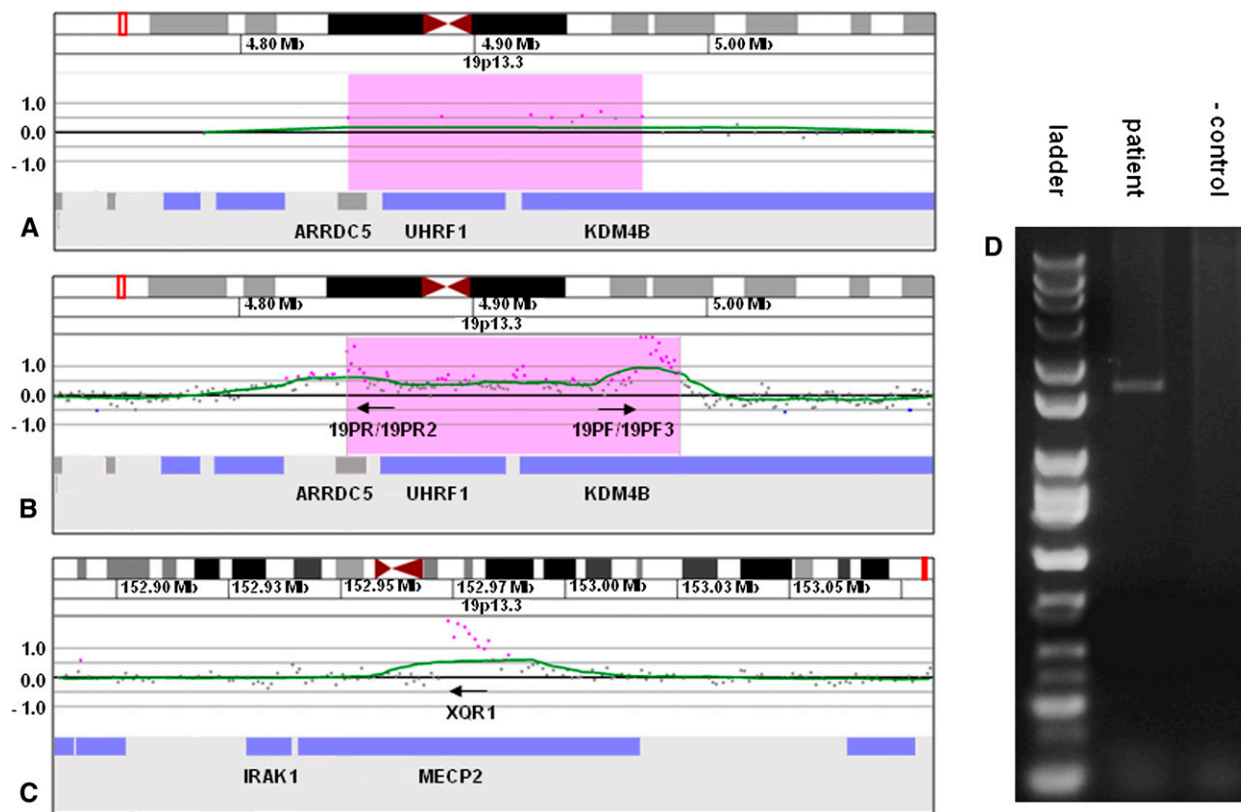 4.80 Mb 4.90 Mb 5.00 Mb
19p13.3
1.0
0.0
- 1.0
ARRDC5 UHRF1 KDM4B
A
4.80 Mb 4.90 Mb 5.00 Mb
19p13.3
1.0
0.0
- 1.0
19PR/19PR2 19PF/19PF3
ARRDC5 UHRF1 KDM4B
B
152.90 Mb 152.93 Mb 152.95 Mb 152.97 Mb 153.00 Mb 153.03 Mb 153.05 Mb
19p13.3
1.0
0.0
- 1.0
XQR1
IRAK1 MECP2
C
ladder
patient
- control
D